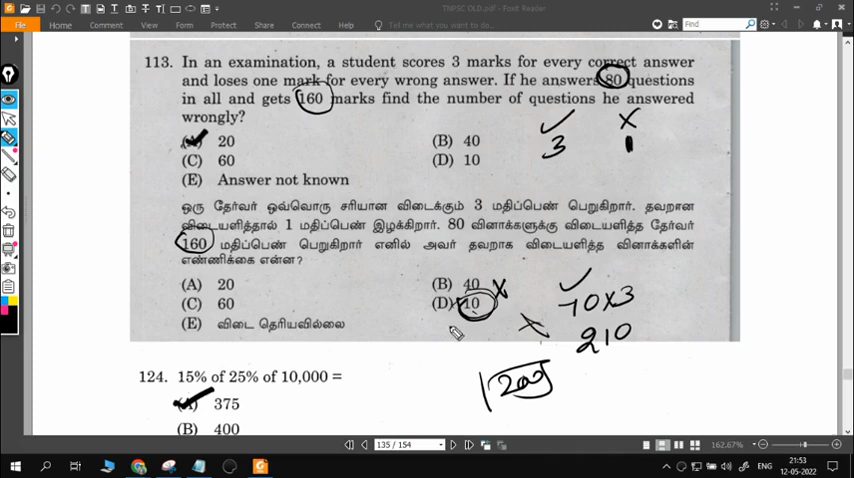 TNPSC OLD.pdf - Foxit Reader
File Home Comment View Form Protect Share Help Tell me what you want to do... Find
113. In an examination, a student scores 3 marks for every correct answer
and loses one mark for every wrong answer. If he answers 80 questions
in all and gets 160 marks find the number of questions he answered
wrongly?
(A) 20 (B) 40
(C) 60 (D) 10
(E) Answer not known
3 1
ஒரு தேர்வர் ஒவ்வொரு சரியான விடைக்கும் 3 மதிப்பெண் பெறுகிறார். தவறான
விடையளித்தால் 1 மதிப்பெண் இழக்கிறார். 80 வினாக்களுக்கு விடையளித்த தேர்வர்
160 மதிப்பெண் பெறுகிறார் எனில் அவர் தவறாக விடையளித்த வினாக்களின்
எண்ணிக்கை என்ன?
(A) 20 (B) 40
(C) 60 (D) 10
(E) விடை தெரியவில்லை
70x3
210
200
124. 15% of 25% of 10,000 =
(A) 375
(B) 400
135 / 154 162.67%
ENG 21:53
12-05-2022